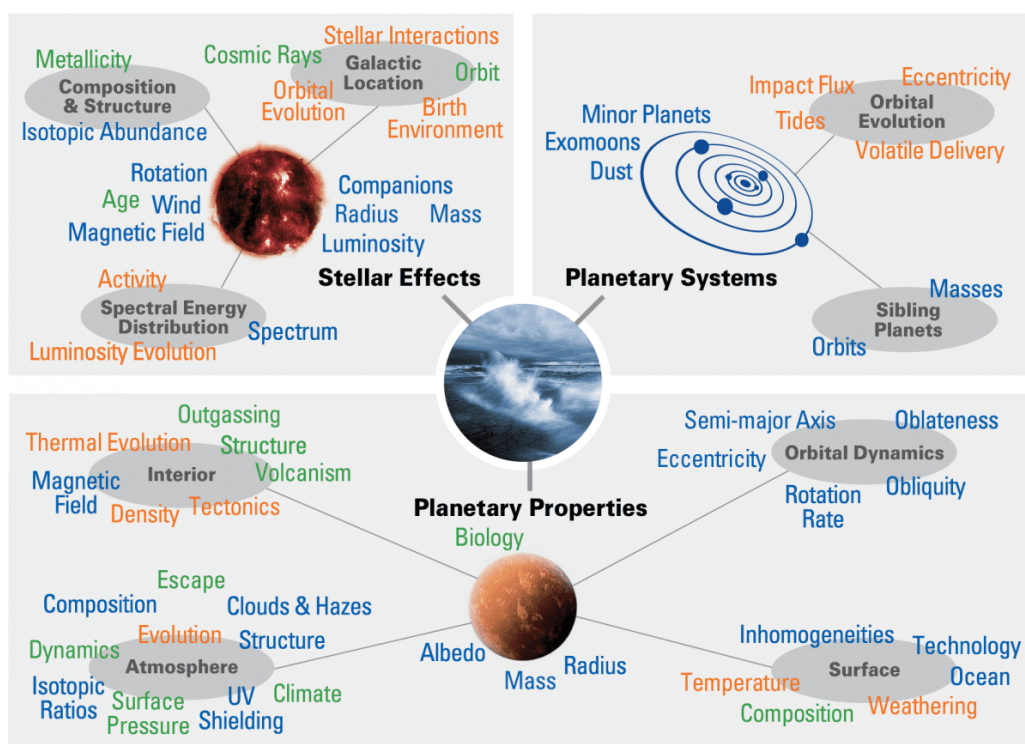 Stellar Interactions
Cosmic Rays
Galactic
Location
Orbit
Orbital
Evolution
Birth
Environment
Metallicity
Composition
& Structure
Isotopic Abundance
Rotation
Age
Wind
Magnetic Field
Companions
Radius
Mass
Luminosity
Stellar Effects
Activity
Spectral Energy
Distribution
Spectrum
Luminosity Evolution
Eccentricity
Impact Flux
Orbital
Evolution
Tides
Volatile Delivery
Minor Planets
Exomoons
Dust
Planetary Systems
Masses
Sibling
Planets
Orbits
Outgassing
Thermal Evolution
Structure
Interior
Volcanism
Magnetic
Field
Density
Tectonics
Planetary Properties
Biology
Semi-major Axis
Oblateness
Eccentricity
Orbital Dynamics
Rotation
Rate
Obliquity
Escape
Composition
Clouds & Hazes
Evolution
Structure
Dynamics
Atmosphere
Isotopic
Ratios
Surface
Pressure
UV
Shielding
Climate
Albedo
Mass
Radius
Inhomogeneities
Technology
Surface
Ocean
Temperature
Composition
Weathering